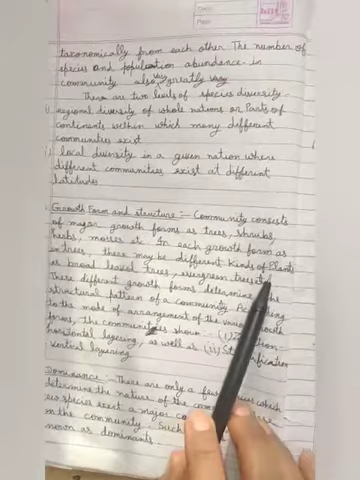 Date
Page
taxonomically from each other The number of
species and population abundance in
community also vary greatly
There are two levels of species diversity
i) regional diversity of whole nations or Parts of
continents within which many different
communities exist
local diversity in a given nation where
different communities exist at different
latitudes
Growth Form and structure :- Community consists
of major growth forms as trees, shrubs,
herbs, mosses etc In each growth form as
in trees, there may be different kinds of Plants
as broad leaved trees, evergreen trees
These different growth forms determine the
structural pattern of a community According
to the mode of arrangement of the various growth
forms, the communities shown (i)
horizontal layering, as well as (ii) Stratification
vertical layering
Dominance :- There are only a few which
determine the nature of the
species exert a major
in the community. Such
known as dominants.